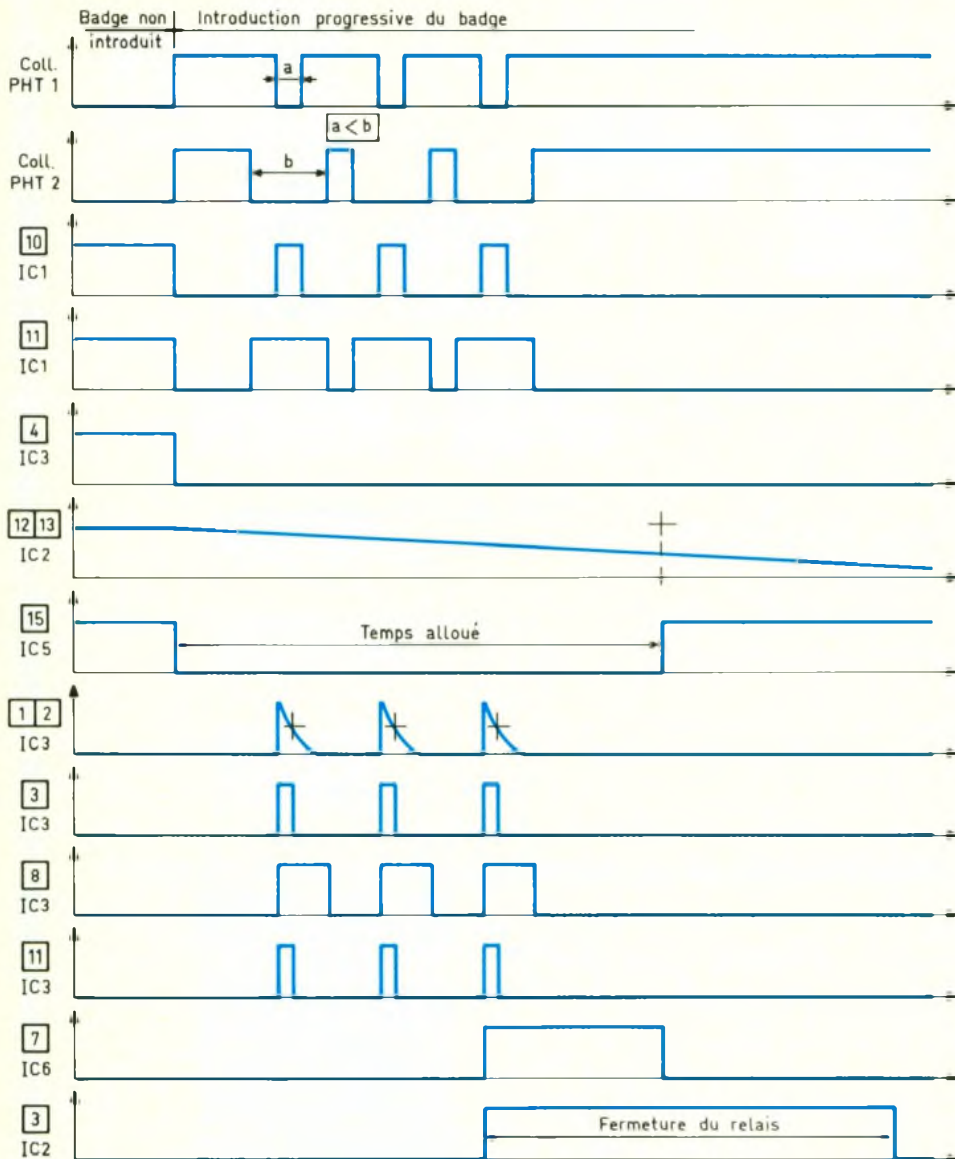 Badge non introduit
Introduction progressive du badge
Coll. PHT 1
a
a < b
Coll. PHT 2
b
10 IC1
11 IC1
4 IC3
12 13 IC2
15 IC5
Temps alloué
1 2 IC3
3 IC3
8 IC3
11 IC3
7 IC6
3 IC2
Fermeture du relais